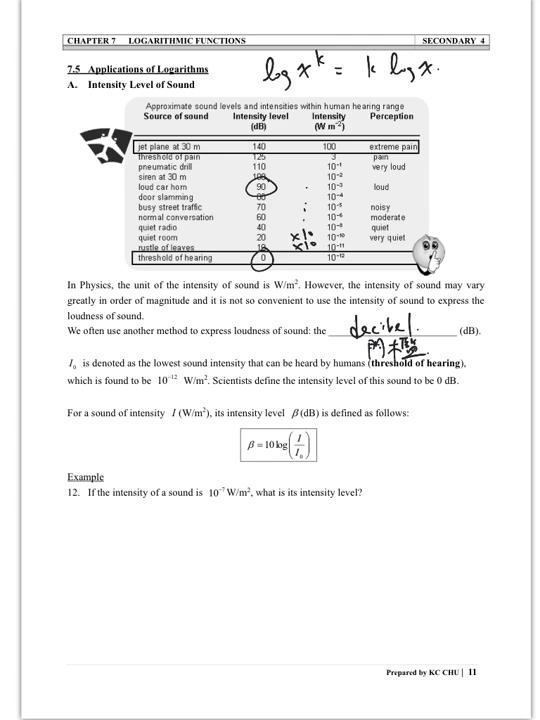 CHAPTER 7 LOGARITHMIC FUNCTIONS SECONDARY 4
log x^k = k log x.
7.5 Applications of Logarithms
A. Intensity Level of Sound
Approximate sound levels and intensities within human hearing range
Source of sound Intensity level (dB) Intensity (W m⁻²) Perception
jet plane at 30 m 140 100 extreme pain
threshold of pain 125 3 pain
pneumatic drill 110 10⁻¹ very loud
siren at 30 m 100 10⁻²
loud car horn 90 10⁻³ loud
door slamming 80 10⁻⁴
busy street traffic 70 10⁻⁵ noisy
normal conversation 60 10⁻⁶ moderate
quiet radio 40 10⁻⁸ quiet
quiet room 20 x10 10⁻¹⁰ very quiet
rustle of leaves 10 x10 10⁻¹¹
threshold of hearing 0 10⁻¹²
In Physics, the unit of the intensity of sound is W/m². However, the intensity of sound may vary
greatly in order of magnitude and it is not so convenient to use the intensity of sound to express the
loudness of sound.
We often use another method to express loudness of sound: the decibel. (dB).
I₀ is denoted as the lowest sound intensity that can be heard by humans (threshold of hearing),
which is found to be 10⁻¹² W/m². Scientists define the intensity level of this sound to be 0 dB.
For a sound of intensity I (W/m²), its intensity level β (dB) is defined as follows:
β = 10 log(I/I₀)
Example
12. If the intensity of a sound is 10⁻⁷ W/m², what is its intensity level?
Prepared by KC CHU | 11